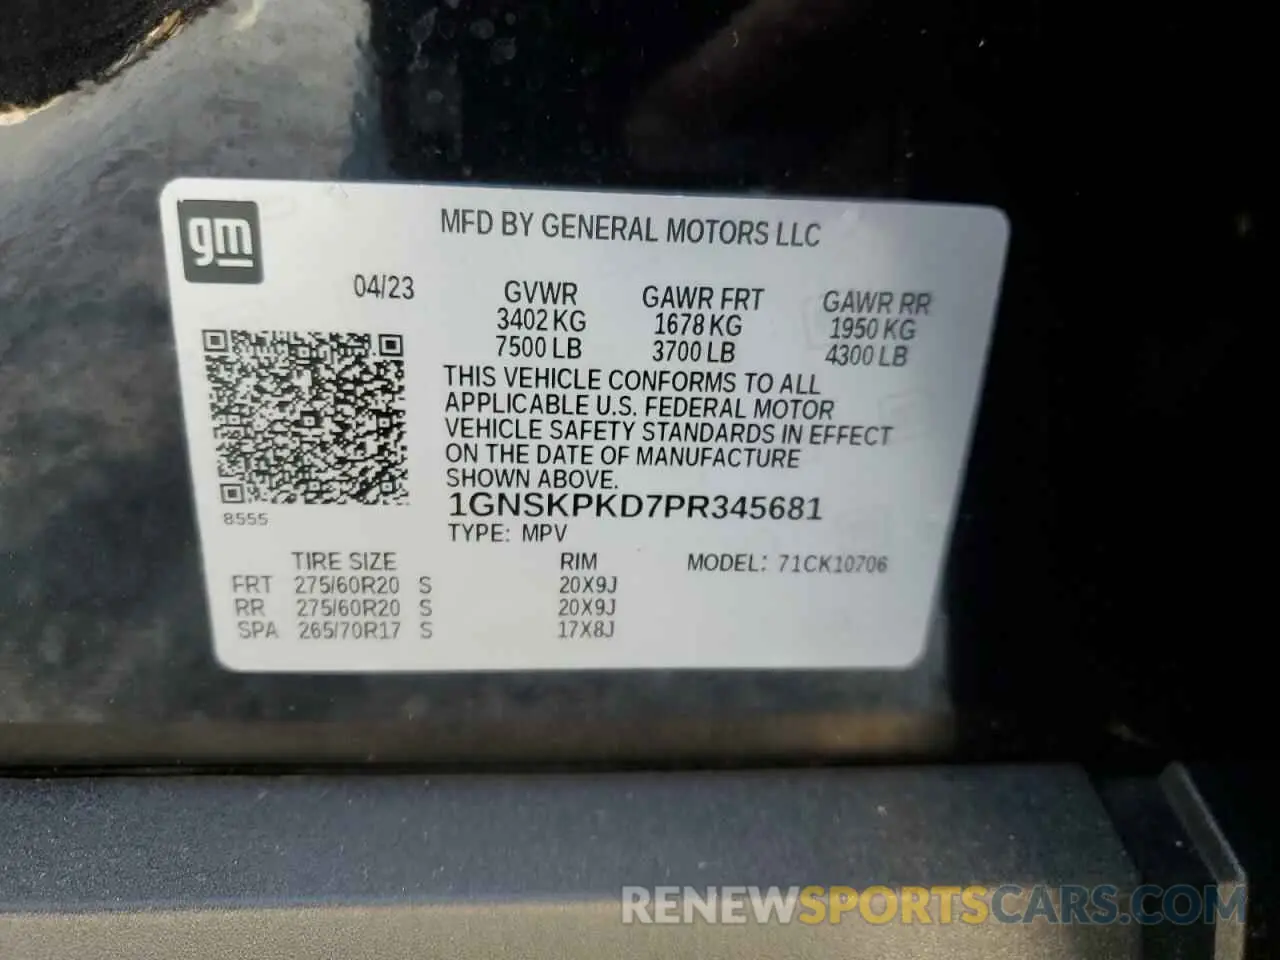 gm
MFD BY GENERAL MOTORS LLC
04/23
GVWR GAWR FRT GAWR RR
3402 KG 1678 KG 1950 KG
7500 LB 3700 LB 4300 LB
THIS VEHICLE CONFORMS TO ALL
APPLICABLE U.S. FEDERAL MOTOR
VEHICLE SAFETY STANDARDS IN EFFECT
ON THE DATE OF MANUFACTURE
SHOWN ABOVE.
1GNSKPKD7PR345681
8555
TYPE: MPV
TIRE SIZE RIM MODEL: 71CK10706
FRT 275/60R20 S 20X9J
RR 275/60R20 S 20X9J
SPA 265/70R17 S 17X8J
RENEWSPORTSCARS.COM